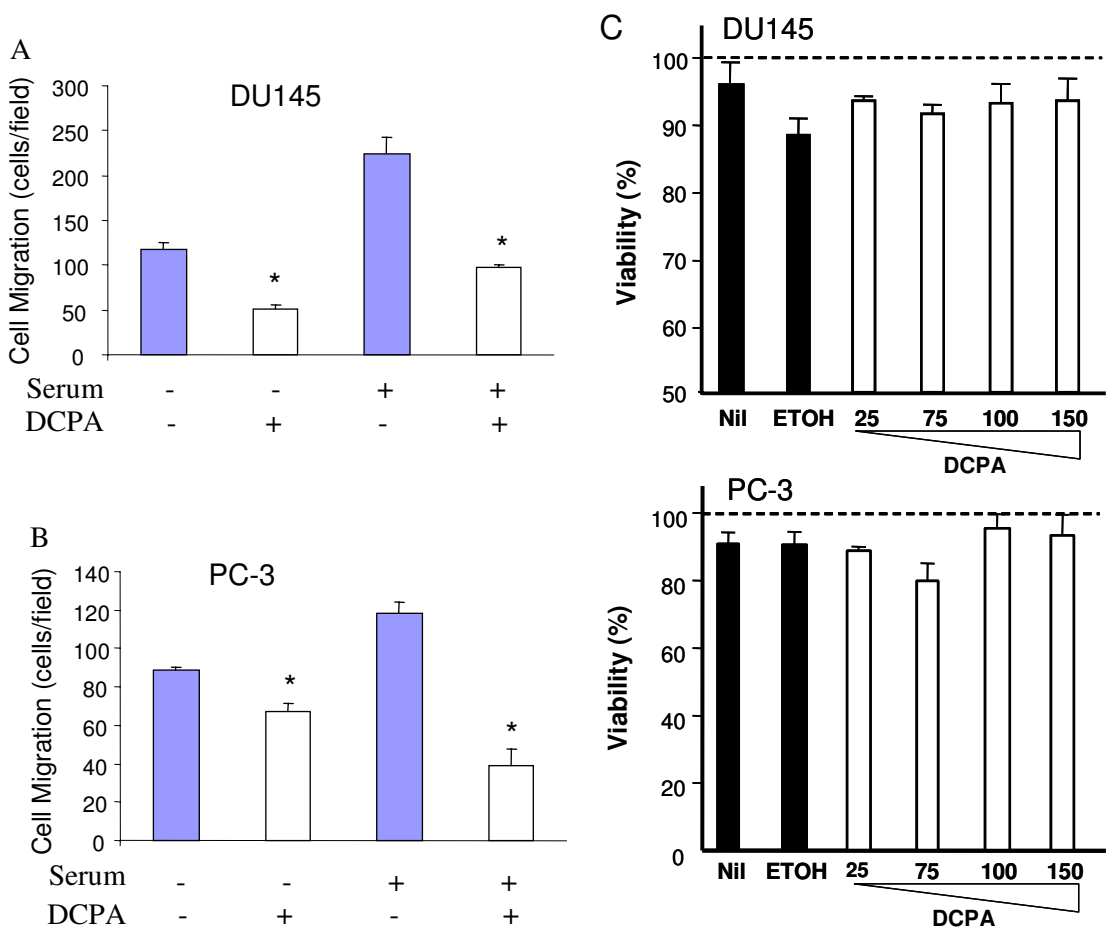 A
DU145
Cell Migration (cells/field)
300
250
200
150
100
50
0
Serum - - + +
DCPA - + - +
B
PC-3
Cell Migration (cells/field)
140
120
100
80
60
40
20
0
* *
Serum - - + +
DCPA - + - +
C
DU145
Viability (%)
100
90
80
70
60
50
Nil ETOH 25 75 100 150
DCPA
PC-3
Viability (%)
100
80
60
40
20
0
Nil ETOH 25 75 100 150
DCPA